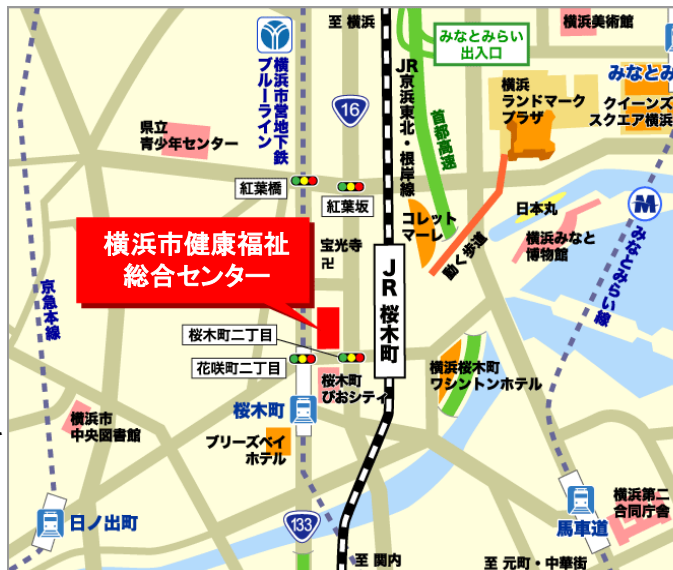 至 横浜
みなとみらい
出入口
横浜美術館
みなとみ
横浜
ランドマーク
プラザ
クイーンズ
スクエア横浜
横浜市営地下鉄
ブルーライン
16
JR京浜東北・根岸線
首都高速
県立
青少年センター
紅葉橋
紅葉坂
コレット
マーレ
日本丸
M
動く歩道
横浜みなと
博物館
みなとみらい線
横浜市健康福祉
総合センター
宝光寺
卍
JR桜木町
京急本線
桜木町二丁目
花咲町二丁目
桜木町
ぴおシティ
横浜桜木町
ワシントンホテル
横浜市
中央図書館
桜木町
ブリーズベイ
ホテル
日ノ出町
133
馬車道
横浜第二
合同庁舎
至 関内
至 元町・中華街